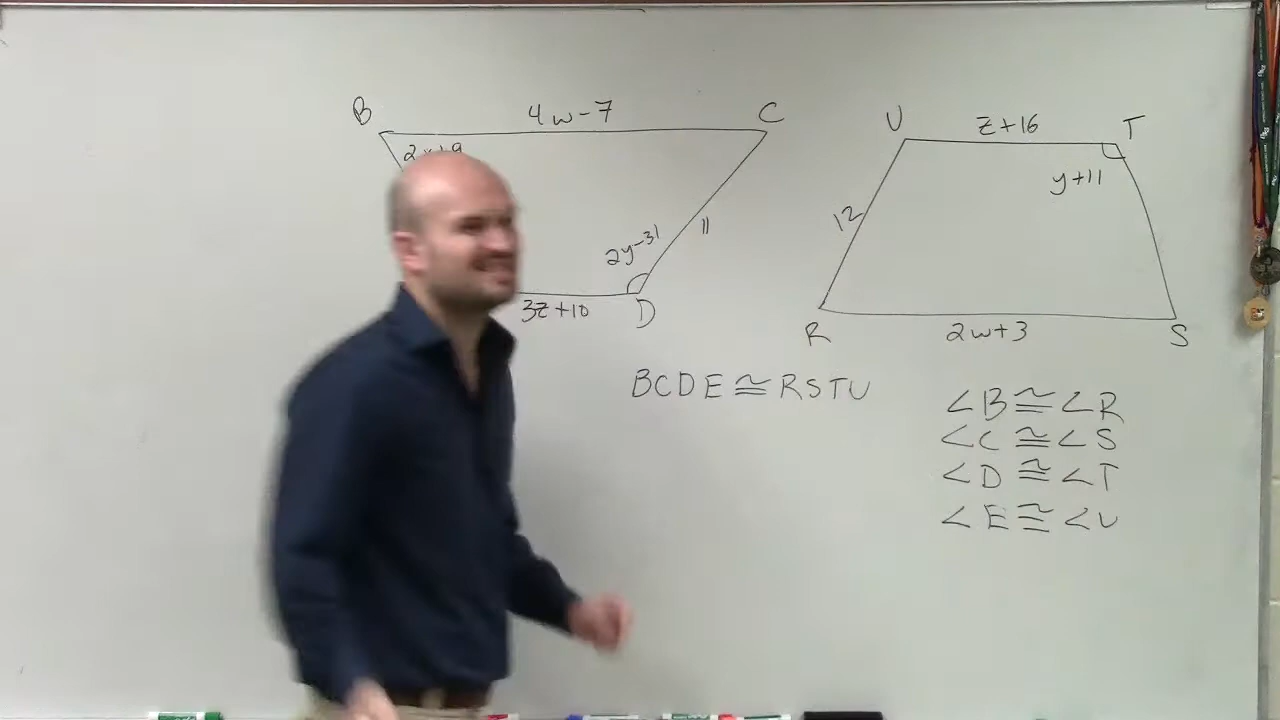 B 4w-7 C
11
2y-31
3z+10 D
U z+16 T
y+11
12
R 2w+3 S
BCDE≅RSTU
∠B≅∠R
∠C≅∠S
∠D≅∠T
∠E≅∠U